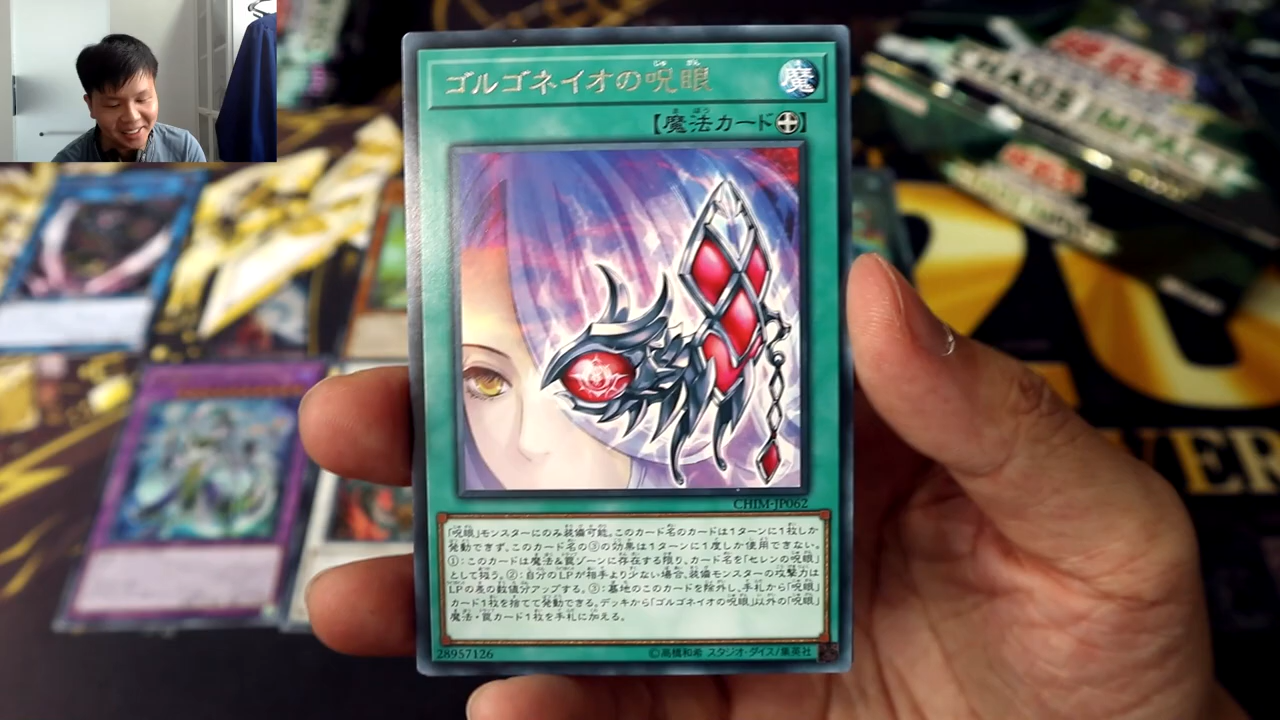 ゴルゴネイオの呪眼
魔
【魔法カード】
CHIM-JP062
「呪眼」モンスターにのみ装備可能。このカード名のカードは1ターンに1枚しか
発動できず、このカード名の③の効果は1ターンに1度しか使用できない。
①:このカードは魔法&罠ゾーンに存在する限り、カード名を「セレンの呪眼」
として扱う。②:自分のLPが相手より少ない場合、装備モンスターの攻撃力は
LPの差の数値分アップする。③:墓地のこのカードを除外し、手札から「呪眼」
カード1枚を捨てて発動できる。デッキから「ゴルゴネイオの呪眼」以外の「呪眼」
魔法・罠カード1枚を手札に加える。
28957126
©高橋和希 スタジオ・ダイス/集英社
CHAOS IMPACT